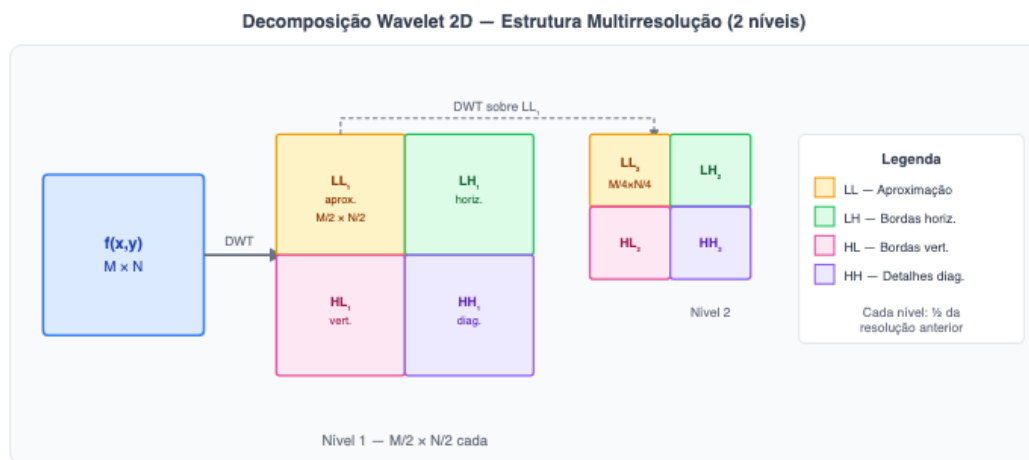 Decomposição Wavelet 2D — Estrutura Multirresolução (2 níveis)
DWT sobre LL₁
f(x,y)
M × N
DWT
LL₁
aprox.
M/2 × N/2
LH₁
horiz.
HL₁
vert.
HH₁
diag.
Nível 1 — M/2 × N/2 cada
LL₂
M/4×N/4
LH₂
HL₂
HH₂
Nível 2
Legenda
LL — Aproximação
LH — Bordas horiz.
HL — Bordas vert.
HH — Detalhes diag.
Cada nível: ½ da
resolução anterior